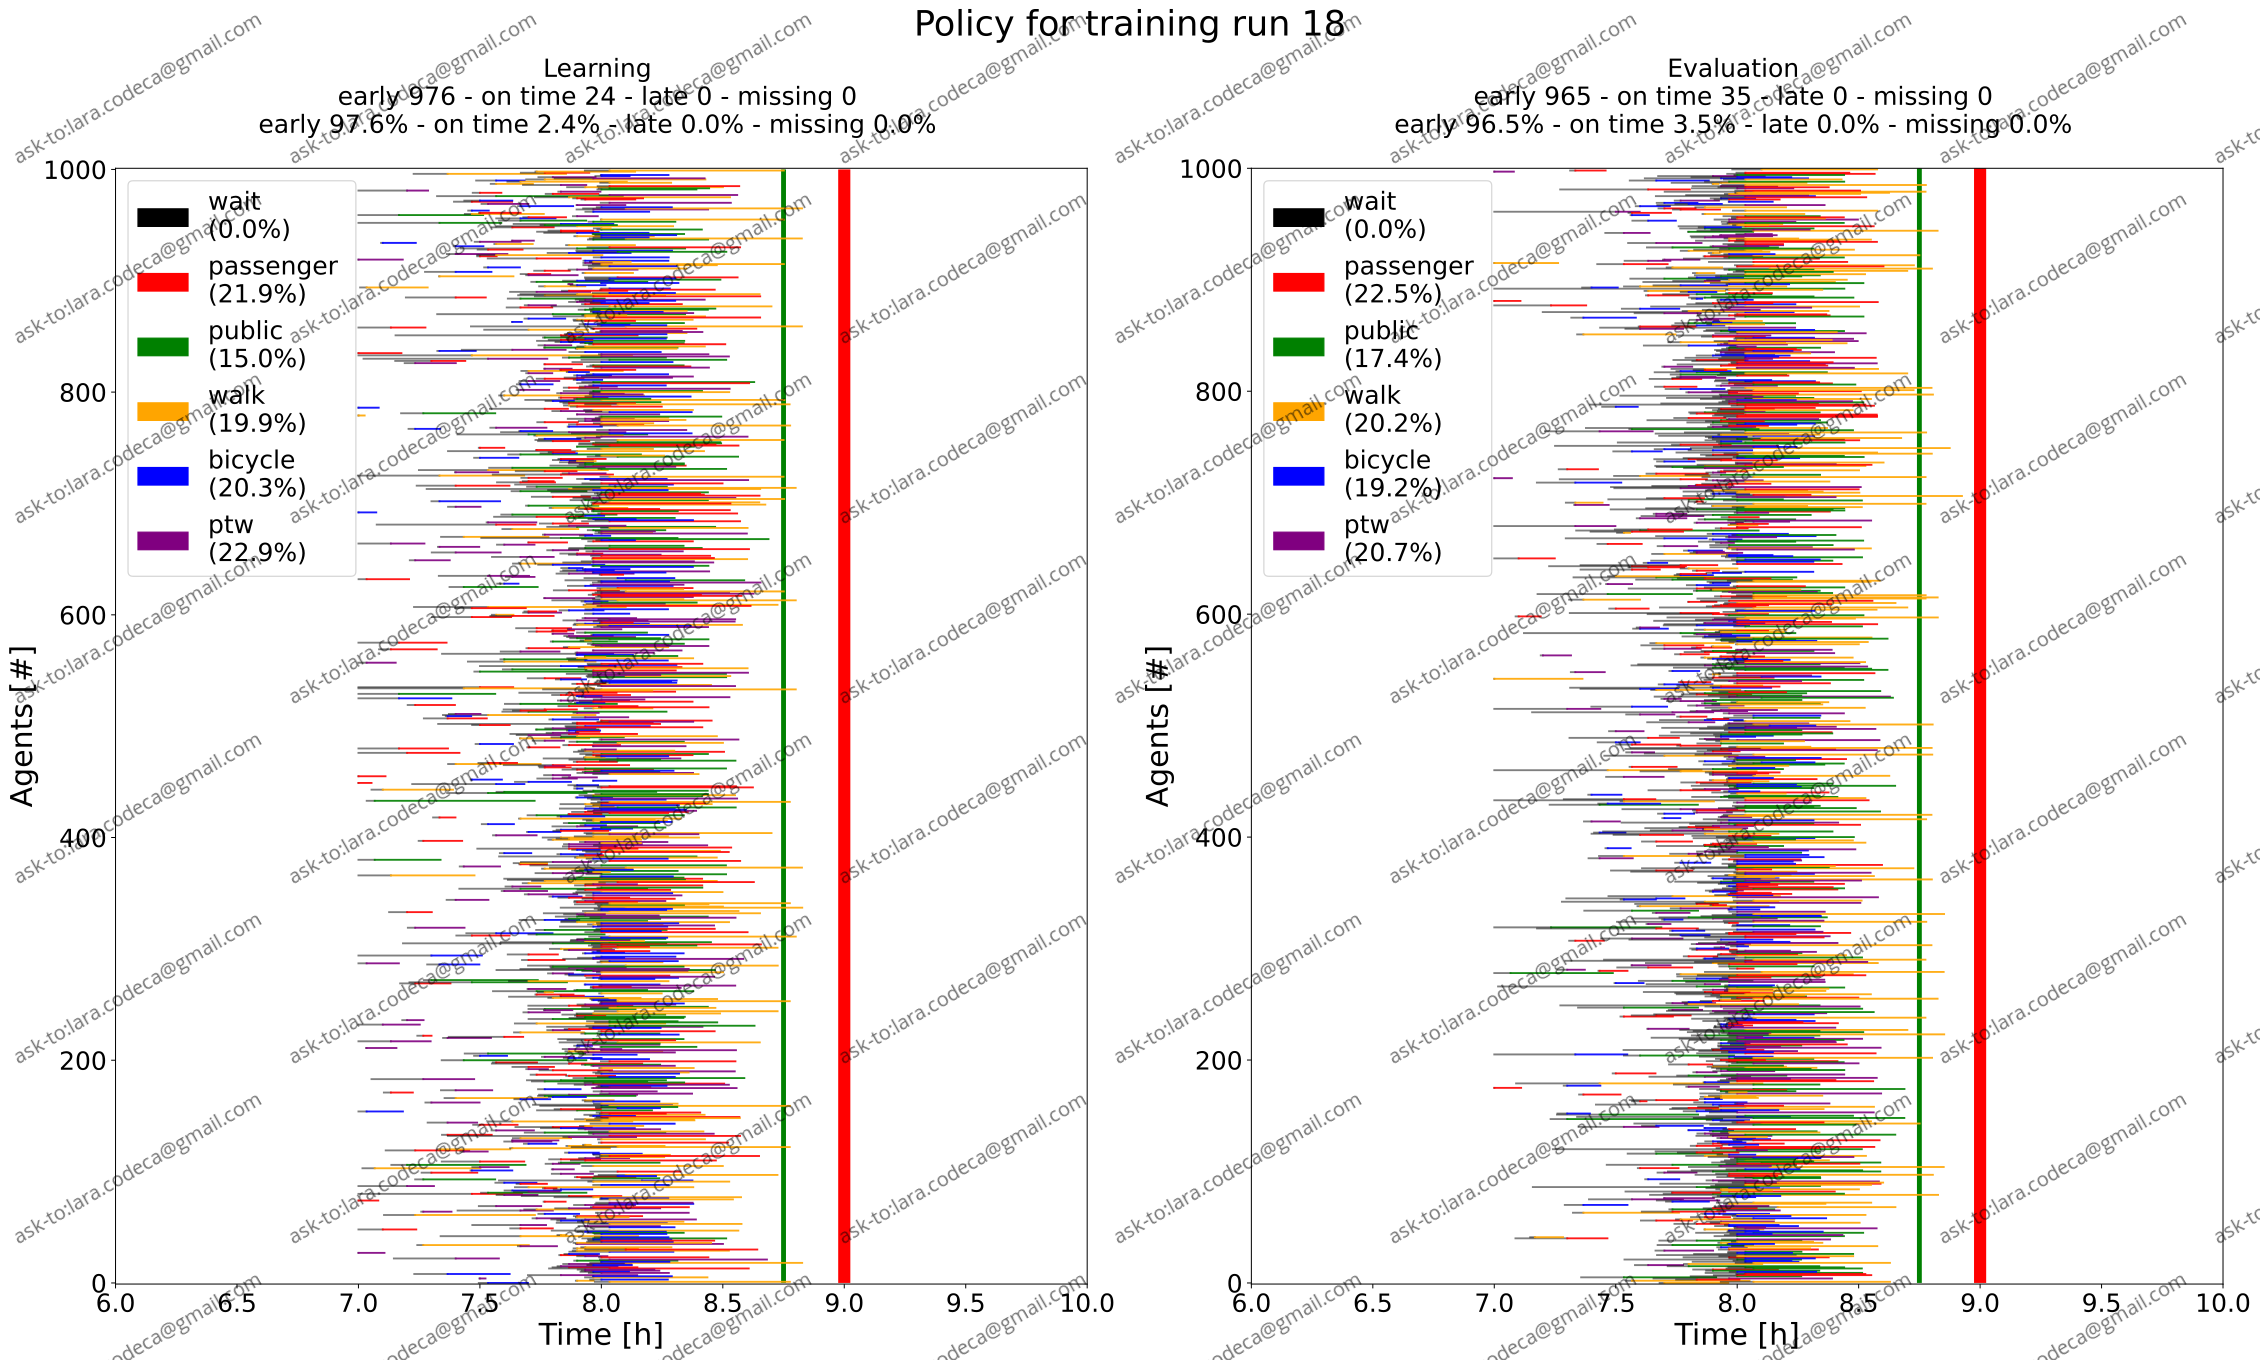 Policy for training run 18
Learning
early 976 - on time 24 - late 0 - missing 0
early 97.6% - on time 2.4% - late 0.0% - missing 0.0%
1000
800
600
400
200
0
Agents [#]
wait
(0.0%)
passenger
(21.9%)
public
(15.0%)
walk
(19.9%)
bicycle
(20.3%)
ptw
(22.9%)
6.0 6.5 7.0 7.5 8.0 8.5 9.0 9.5 10.0
Time [h]
Evaluation
early 965 - on time 35 - late 0 - missing 0
early 96.5% - on time 3.5% - late 0.0% - missing 0.0%
1000
800
600
400
200
0
Agents [#]
wait
(0.0%)
passenger
(22.5%)
public
(17.4%)
walk
(20.2%)
bicycle
(19.2%)
ptw
(20.7%)
6.0 6.5 7.0 7.5 8.0 8.5 9.0 9.5 10.0
Time [h]
ask-to:lara.codeca@gmail.com